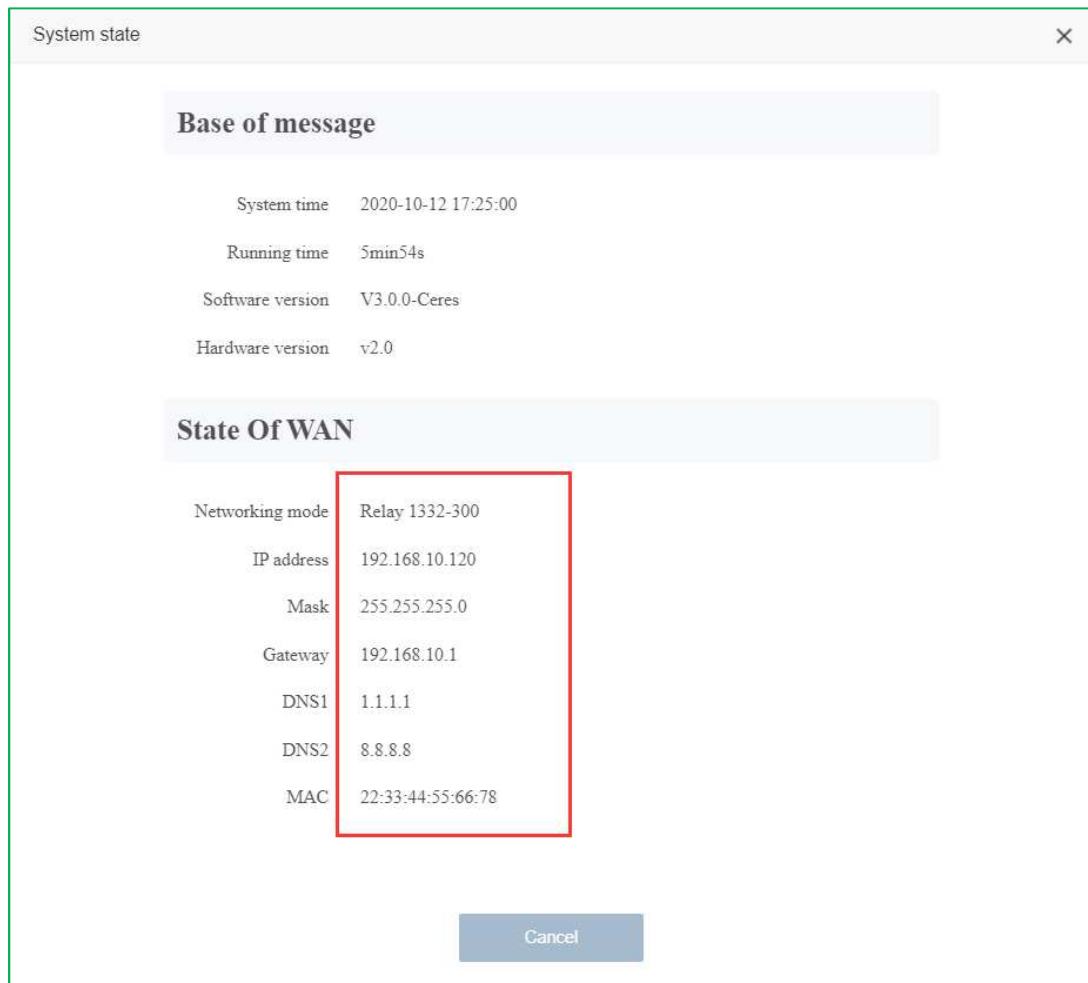 System state
Base of message
System time 2020-10-12 17:25:00
Running time 5min54s
Software version V3.0.0-Ceres
Hardware version v2.0
State Of WAN
Networking mode Relay 1332-300
IP address 192.168.10.120
Mask 255.255.255.0
Gateway 192.168.10.1
DNS1 1.1.1.1
DNS2 8.8.8.8
MAC 22:33:44:55:66:78
Cancel